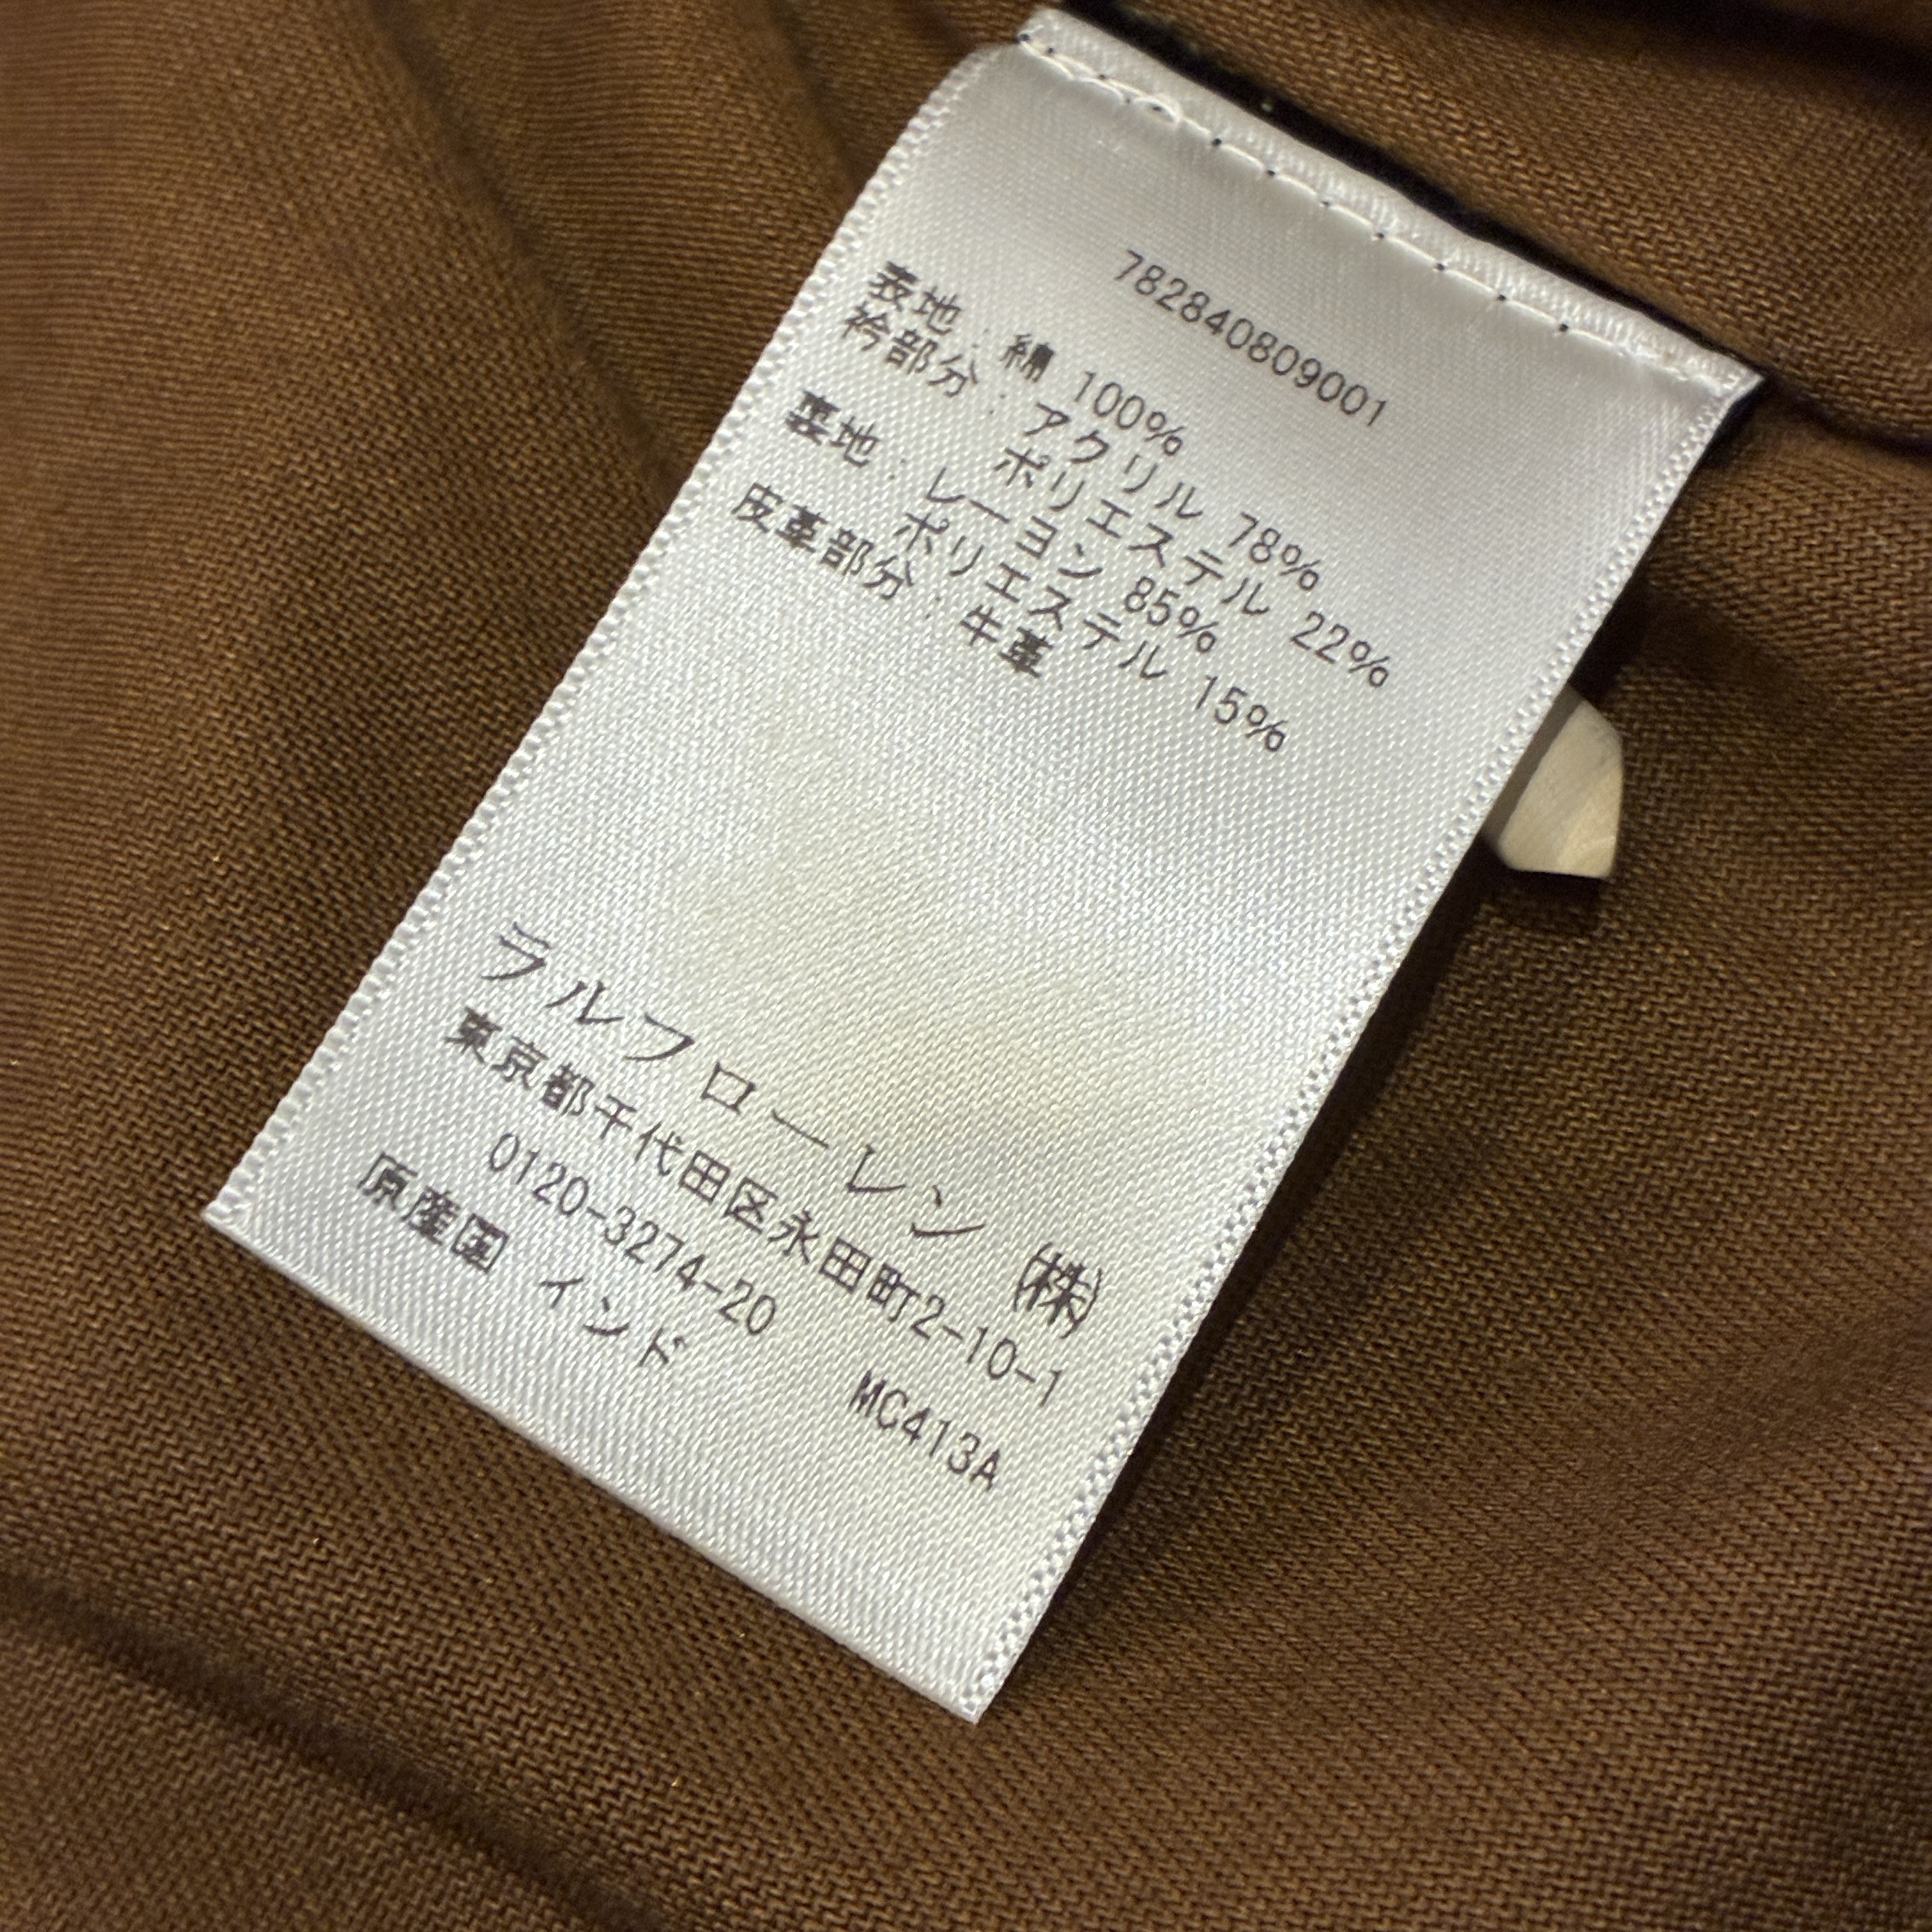 782840809001
表地:綿 100%
衿部分:アクリル 78%
ポリエステル 22%
裏地:レーヨン 85%
ポリエステル 15%
皮革部分:牛革
ラルフローレン ㈱
東京都千代田区永田町2-10-1
0120-3274-20
原産国 インド MC413A